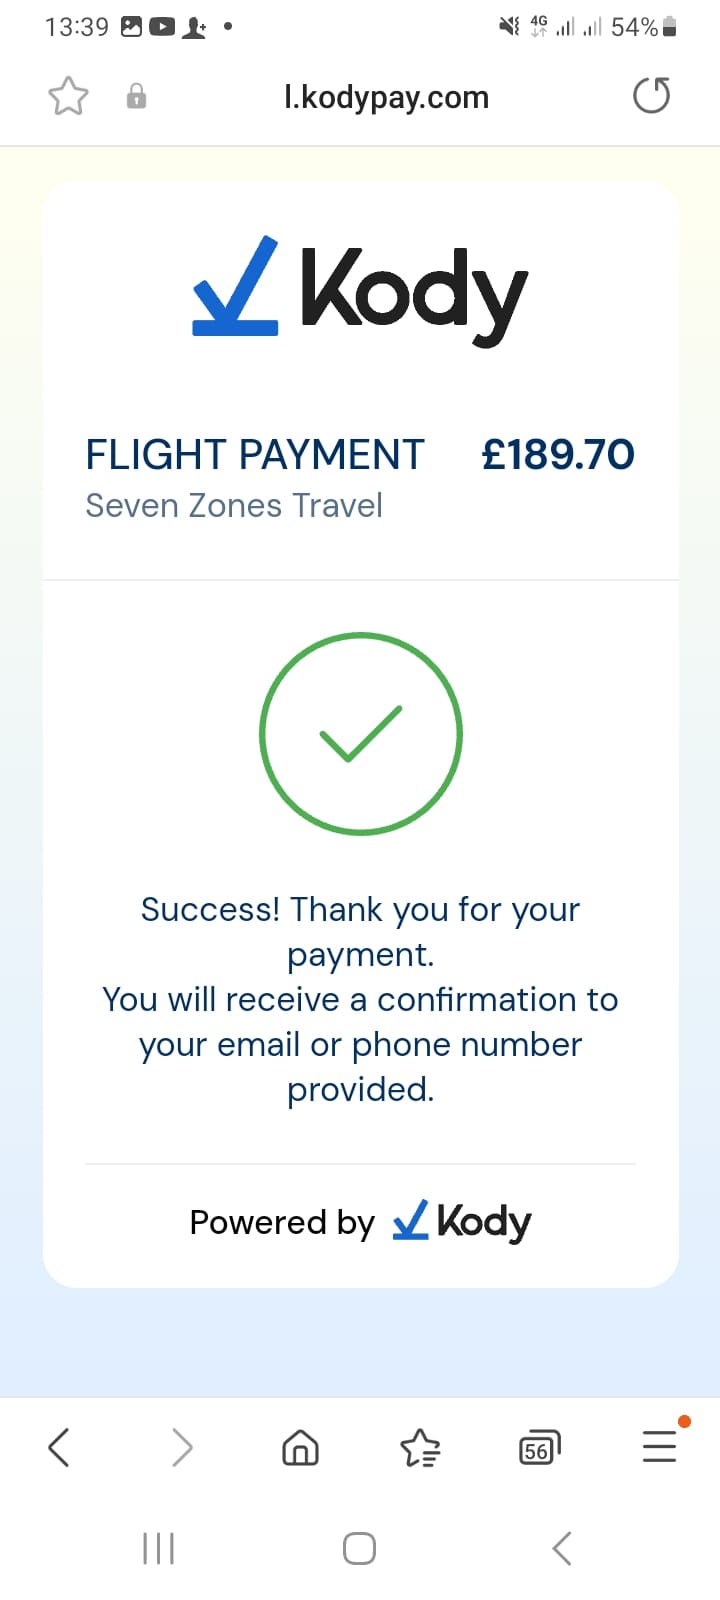 13:39 4G 54%
l.kodypay.com
Kody
FLIGHT PAYMENT £189.70
Seven Zones Travel
Success! Thank you for your
payment.
You will receive a confirmation to
your email or phone number
provided.
Powered by Kody
56